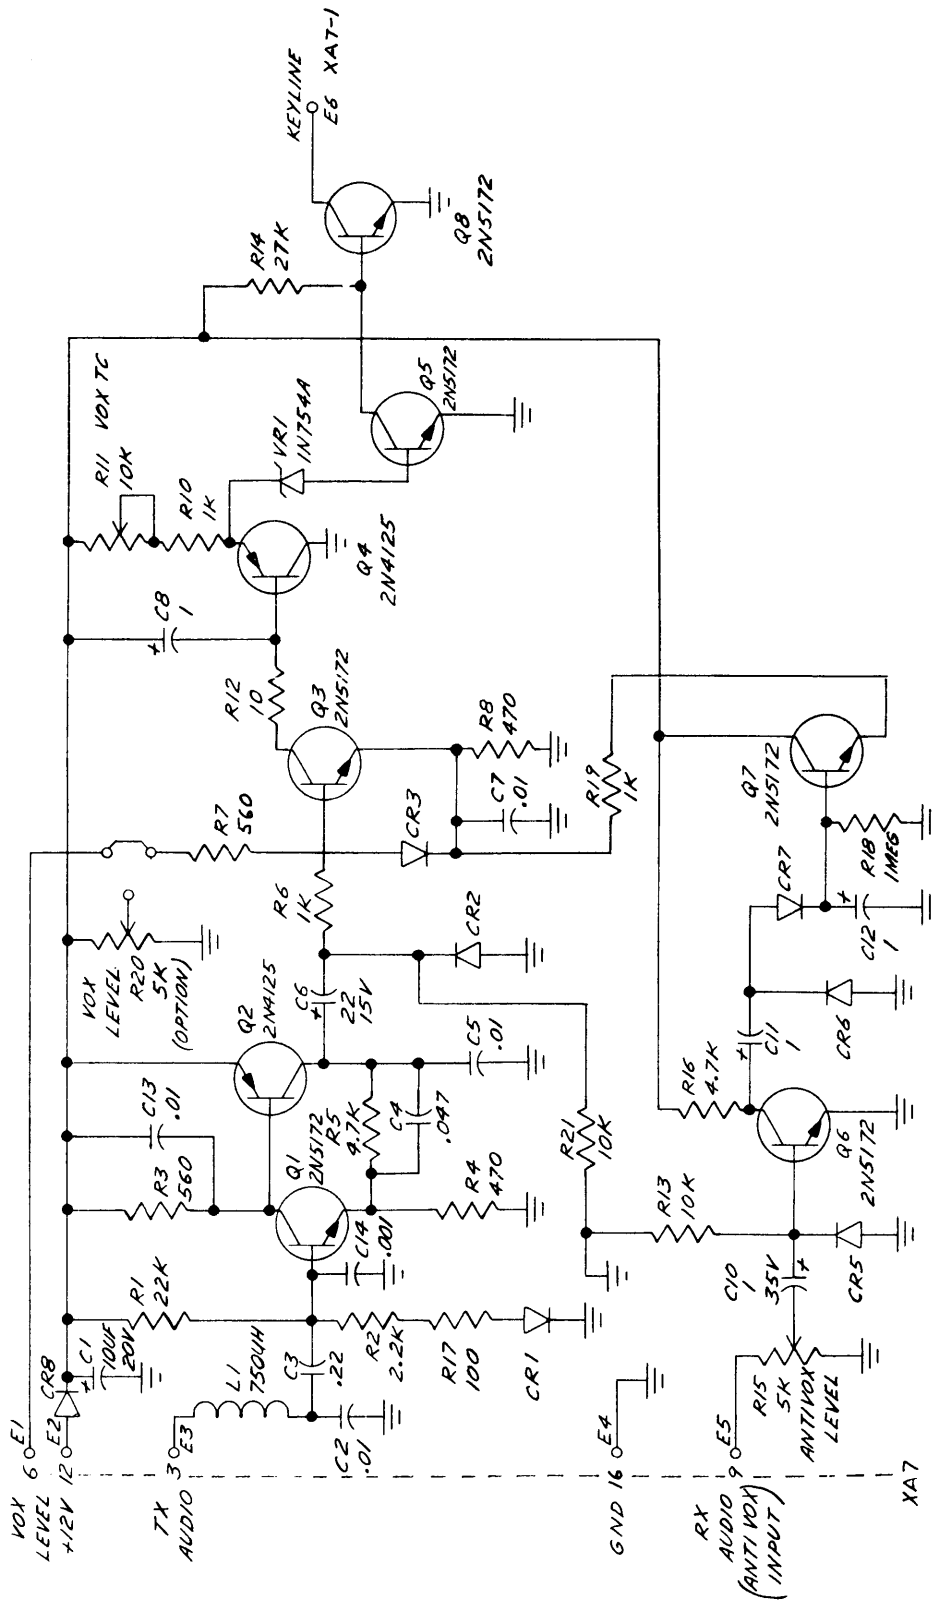 VOX
LEVEL 6 E1
+12V 12 E2
CR8
C1
10UF
20V
TX
AUDIO 3 E3
L1
750UH
C2
.01
C3
.22
R1
22K
R2
2.2K
R17
100
CR1
C14
.001
R3
560
C13
.01
Q1
2N5172
Q2
2N4125
R5
4.7K
C4
.047
R4
470
C5
.01
C6
22
15V
VOX
LEVEL
R20
5K
(OPTION)
R7
560
R6
1K
CR2
CR3
Q3
2N5172
R12
10
C8
1
R8
470
C7
.01
R11 VOX TC
10K
R10
1K
Q4
2N4125
VR1
1N754A
Q5
2N5172
R14
27K
Q8
2N5172
KEYLINE
E6 XA7-1
GND 16 E4
R21
10K
R13
10K
R19
1K
RX
AUDIO 9 E5
(ANTIVOX
INPUT)
R15
5K
ANTIVOX
LEVEL
C10
1
35V
CR5
Q6
2N5172
R16
4.7K
C11
1
CR6
CR7
C12
1
R18
1MEG
Q7
2N5172
XA7